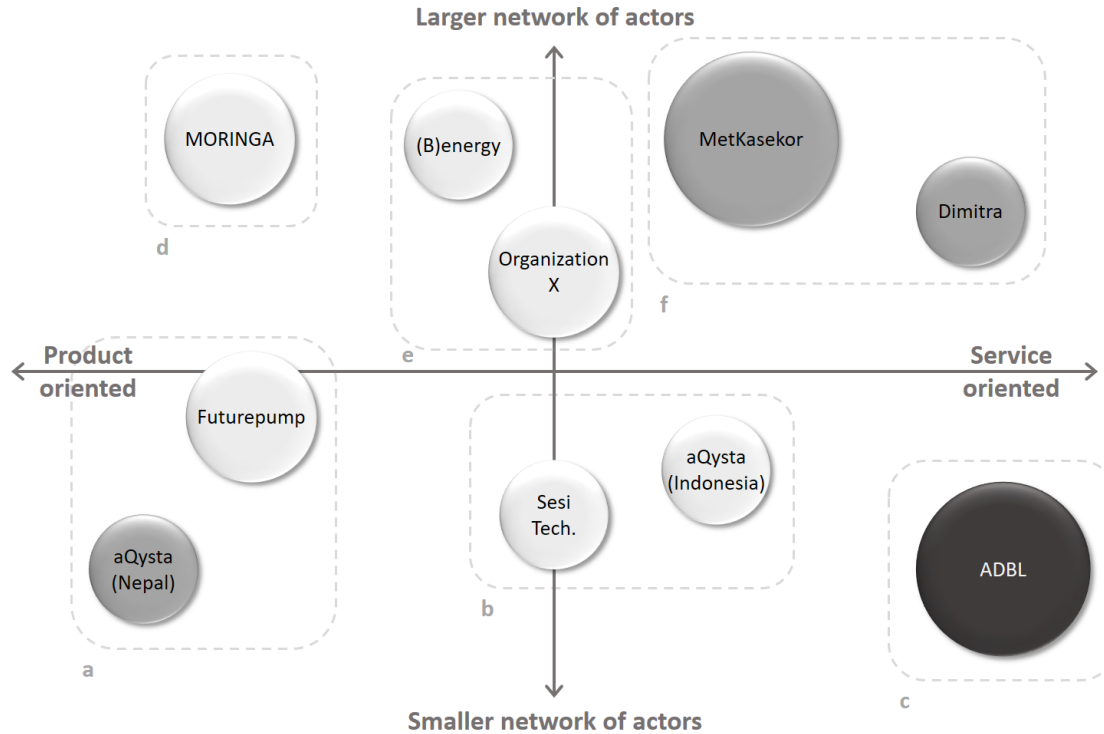 Larger network of actors
MORINGA
(B)energy
MetKasekor
Dimitra
d
Organization
X
f
e
Product
oriented
Service
oriented
Futurepump
aQysta
(Indonesia)
Sesi
Tech.
aQysta
(Nepal)
ADBL
b
a
c
Smaller network of actors